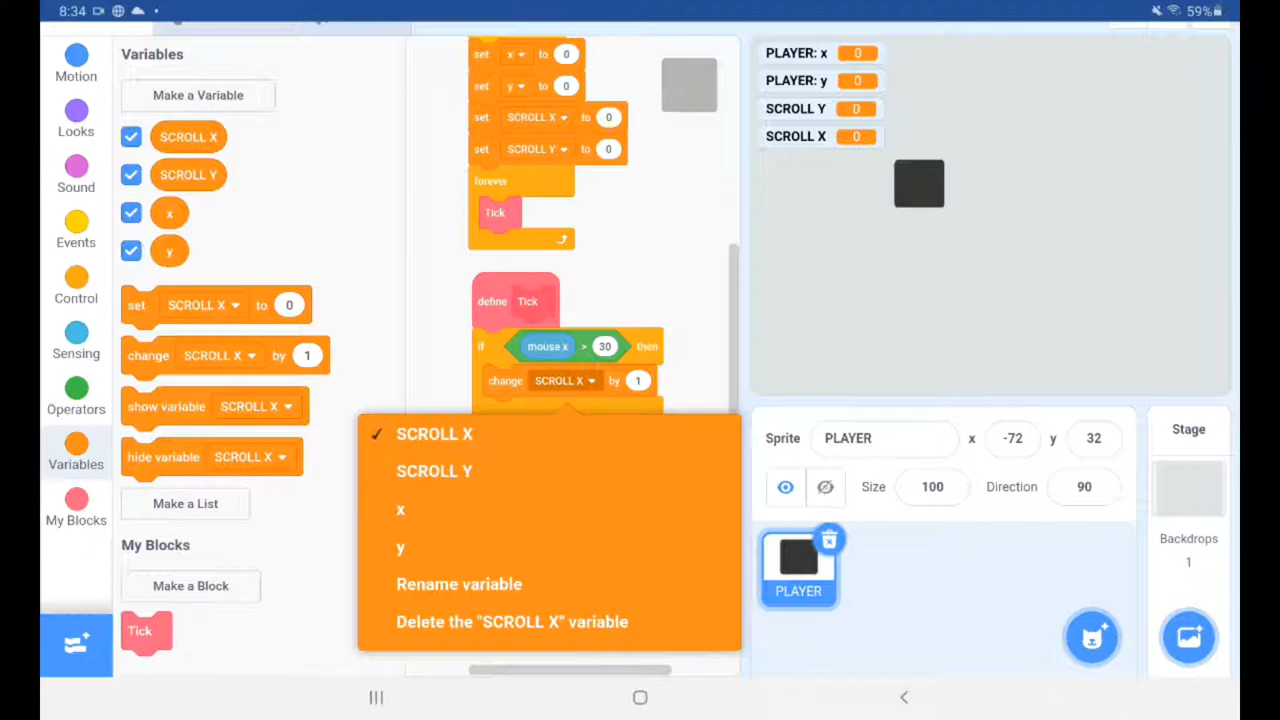 8:34
59%
Motion
Looks
Sound
Events
Control
Sensing
Operators
Variables
My Blocks
Variables
Make a Variable
SCROLL X
SCROLL Y
x
y
set SCROLL X to 0
change SCROLL X by 1
show variable SCROLL X
hide variable SCROLL X
Make a List
My Blocks
Make a Block
Tick
set x to 0
set y to 0
set SCROLL X to 0
set SCROLL Y to 0
forever
Tick
define Tick
if mouse x > 30 then
change SCROLL X by 1
SCROLL X
SCROLL Y
x
y
Rename variable
Delete the "SCROLL X" variable
PLAYER: x 0
PLAYER: y 0
SCROLL Y 0
SCROLL X 0
Sprite PLAYER x -72 y 32
Size 100 Direction 90
PLAYER
Stage
Backdrops
1